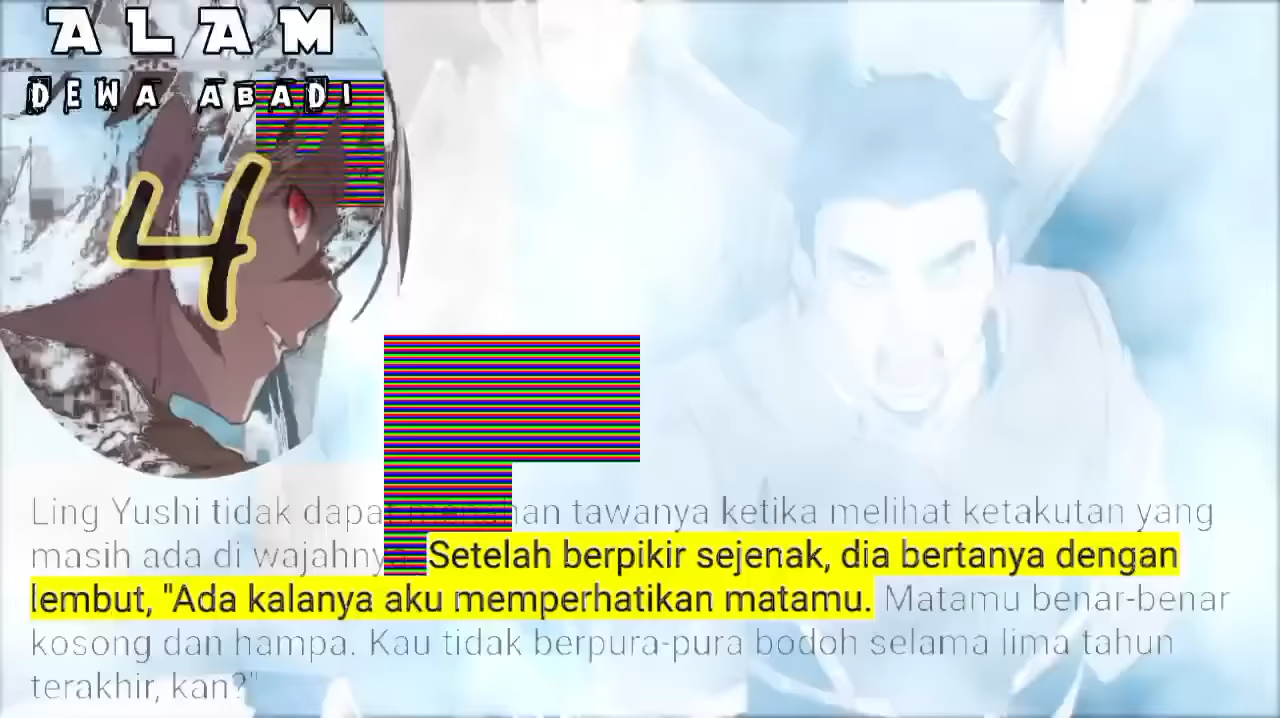 ALAM
DEWA ABADI
4
Ling Yushi tidak dapat menahan tawanya ketika melihat ketakutan yang
masih ada di wajahnya. Setelah berpikir sejenak, dia bertanya dengan
lembut, "Ada kalanya aku memperhatikan matamu. Matamu benar-benar
kosong dan hampa. Kau tidak berpura-pura bodoh selama lima tahun
terakhir, kan?"